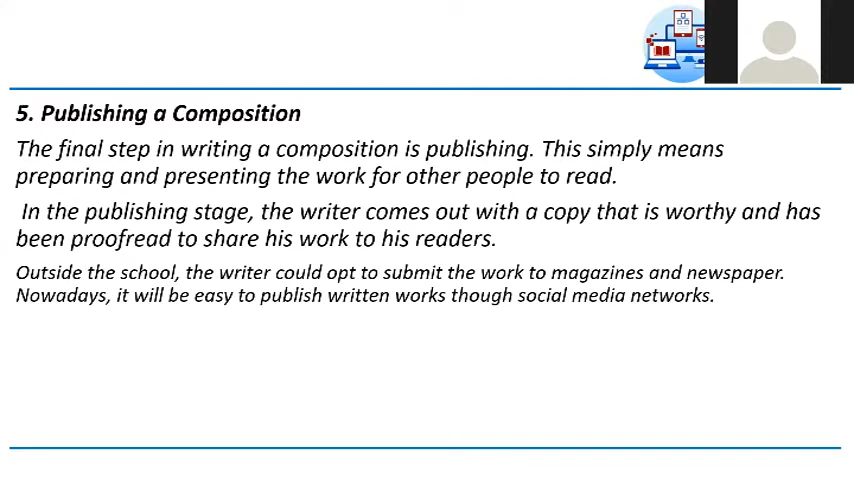 5. Publishing a Composition
The final step in writing a composition is publishing. This simply means
preparing and presenting the work for other people to read.
In the publishing stage, the writer comes out with a copy that is worthy and has
been proofread to share his work to his readers.
Outside the school, the writer could opt to submit the work to magazines and newspaper.
Nowadays, it will be easy to publish written works though social media networks.